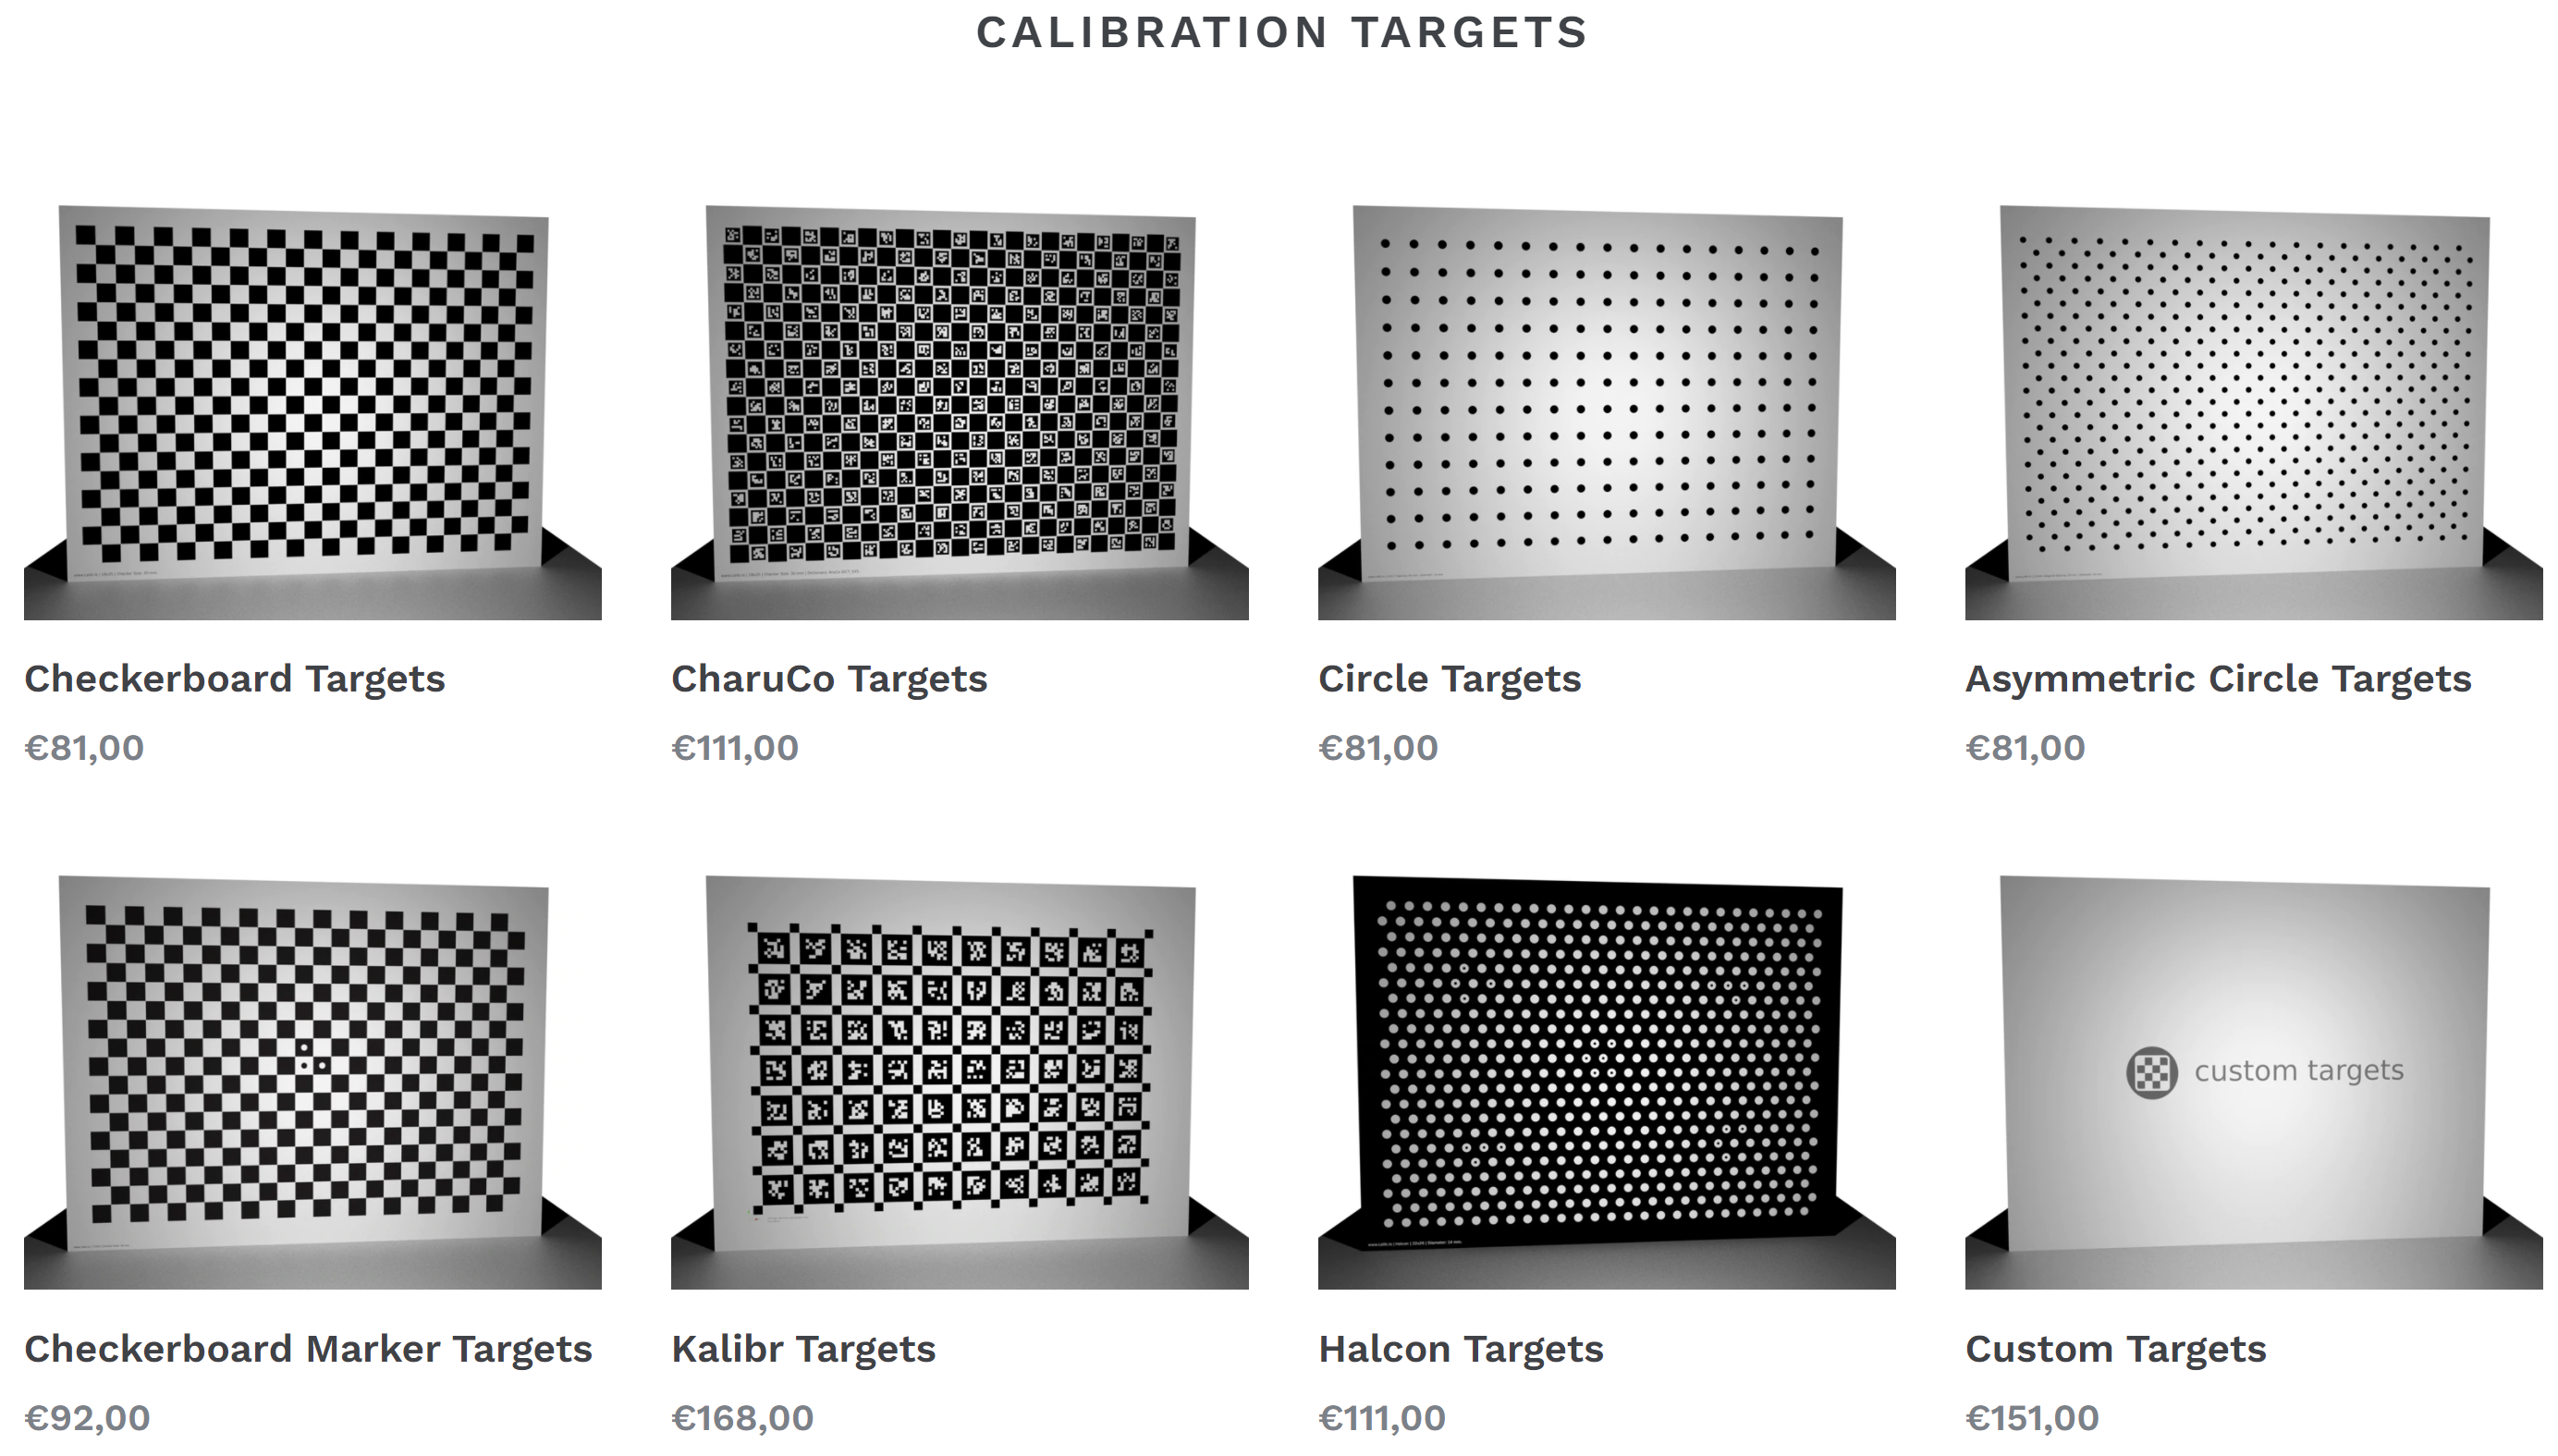 CALIBRATION TARGETS
Checkerboard Targets
CharuCo Targets
Circle Targets
Asymmetric Circle Targets
€81,00
€111,00
€81,00
€81,00
custom targets
Checkerboard Marker Targets
Kalibr Targets
Halcon Targets
Custom Targets
€92,00
€168,00
€111,00
€151,00